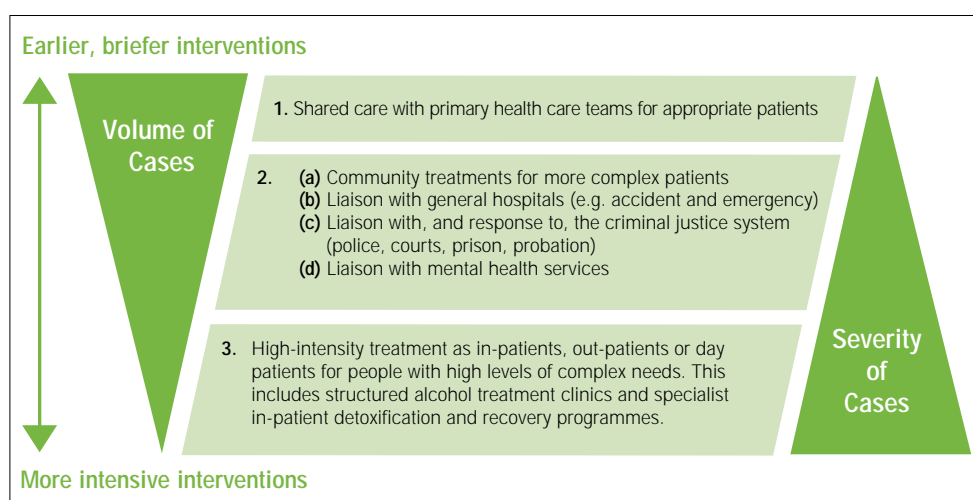 Earlier, briefer interventions
Volume of
Cases
1. Shared care with primary health care teams for appropriate patients
2. (a) Community treatments for more complex patients
(b) Liaison with general hospitals (e.g. accident and emergency)
(c) Liaison with, and response to, the criminal justice system
(police, courts, prison, probation)
(d) Liaison with mental health services
3. High-intensity treatment as in-patients, out-patients or day
patients for people with high levels of complex needs. This
includes structured alcohol treatment clinics and specialist
in-patient detoxification and recovery programmes.
Severity
of
Cases
More intensive interventions